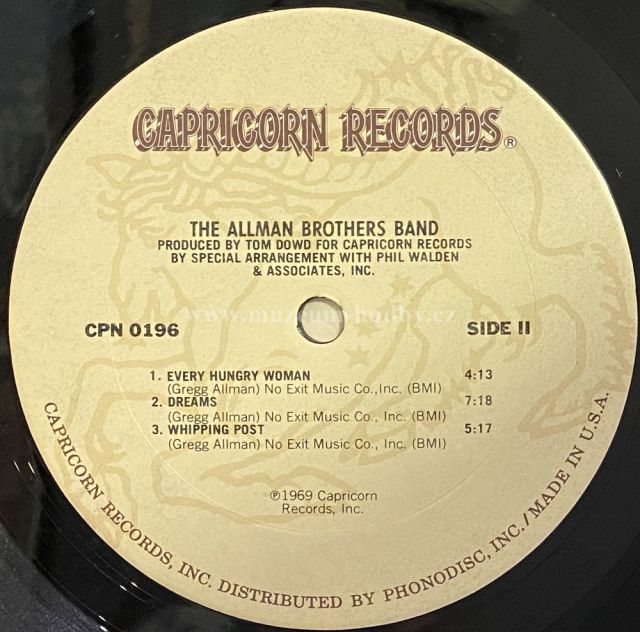 CAPRICORN RECORDS®
THE ALLMAN BROTHERS BAND
PRODUCED BY TOM DOWD FOR CAPRICORN RECORDS
BY SPECIAL ARRANGEMENT WITH PHIL WALDEN
& ASSOCIATES, INC.
www.muzeumhudby.cz
CPN 0196 SIDE II
1. EVERY HUNGRY WOMAN 4:13
(Gregg Allman) No Exit Music Co.,Inc. (BMI)
2. DREAMS 7:18
(Gregg Allman) No Exit Music Co., Inc. (BMI)
3. WHIPPING POST 5:17
(Gregg Allman) No Exit Music Co., Inc. (BMI)
℗1969 Capricorn
Records, Inc.
CAPRICORN RECORDS, INC. DISTRIBUTED BY PHONODISC, INC./MADE IN U.S.A.